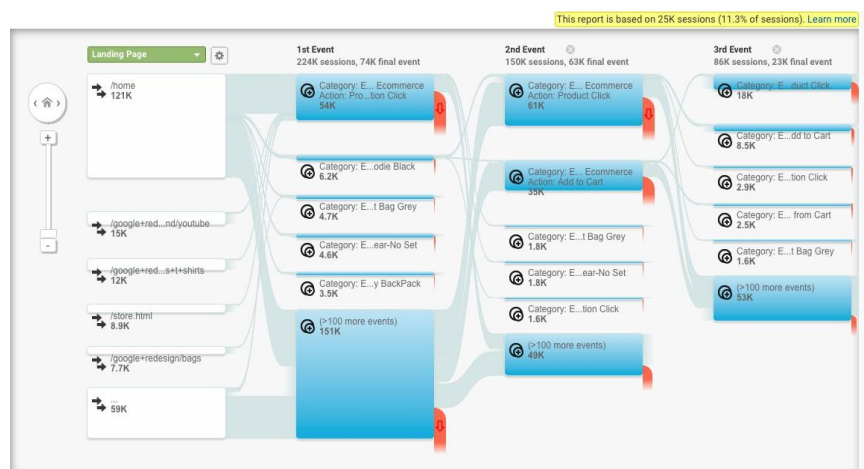 This report is based on 25K sessions (11.3% of sessions). Learn more
Landing Page
/home
121K
/google+red...nd/youtube
15K
/google+red...s+t+shirts
12K
/store.html
8.9K
/google+redesign/bags
7.7K
...
59K
1st Event
224K sessions, 74K final event
Category: E... Ecommerce
Action: Pro...tion Click
54K
Category: E...odie Black
6.2K
Category: E...t Bag Grey
4.7K
Category: E...ear-No Set
4.6K
Category: E...y BackPack
3.5K
(>100 more events)
151K
2nd Event
150K sessions, 63K final event
Category: E... Ecommerce
Action: Product Click
61K
Category: E... Ecommerce
Action: Add to Cart
35K
Category: E...t Bag Grey
1.8K
Category: E...ear-No Set
1.8K
Category: E...tion Click
1.6K
(>100 more events)
49K
3rd Event
86K sessions, 23K final event
Category: E...duct Click
18K
Category: E...dd to Cart
8.5K
Category: E...tion Click
2.9K
Category: E... from Cart
2.5K
Category: E...t Bag Grey
1.6K
(>100 more events)
53K